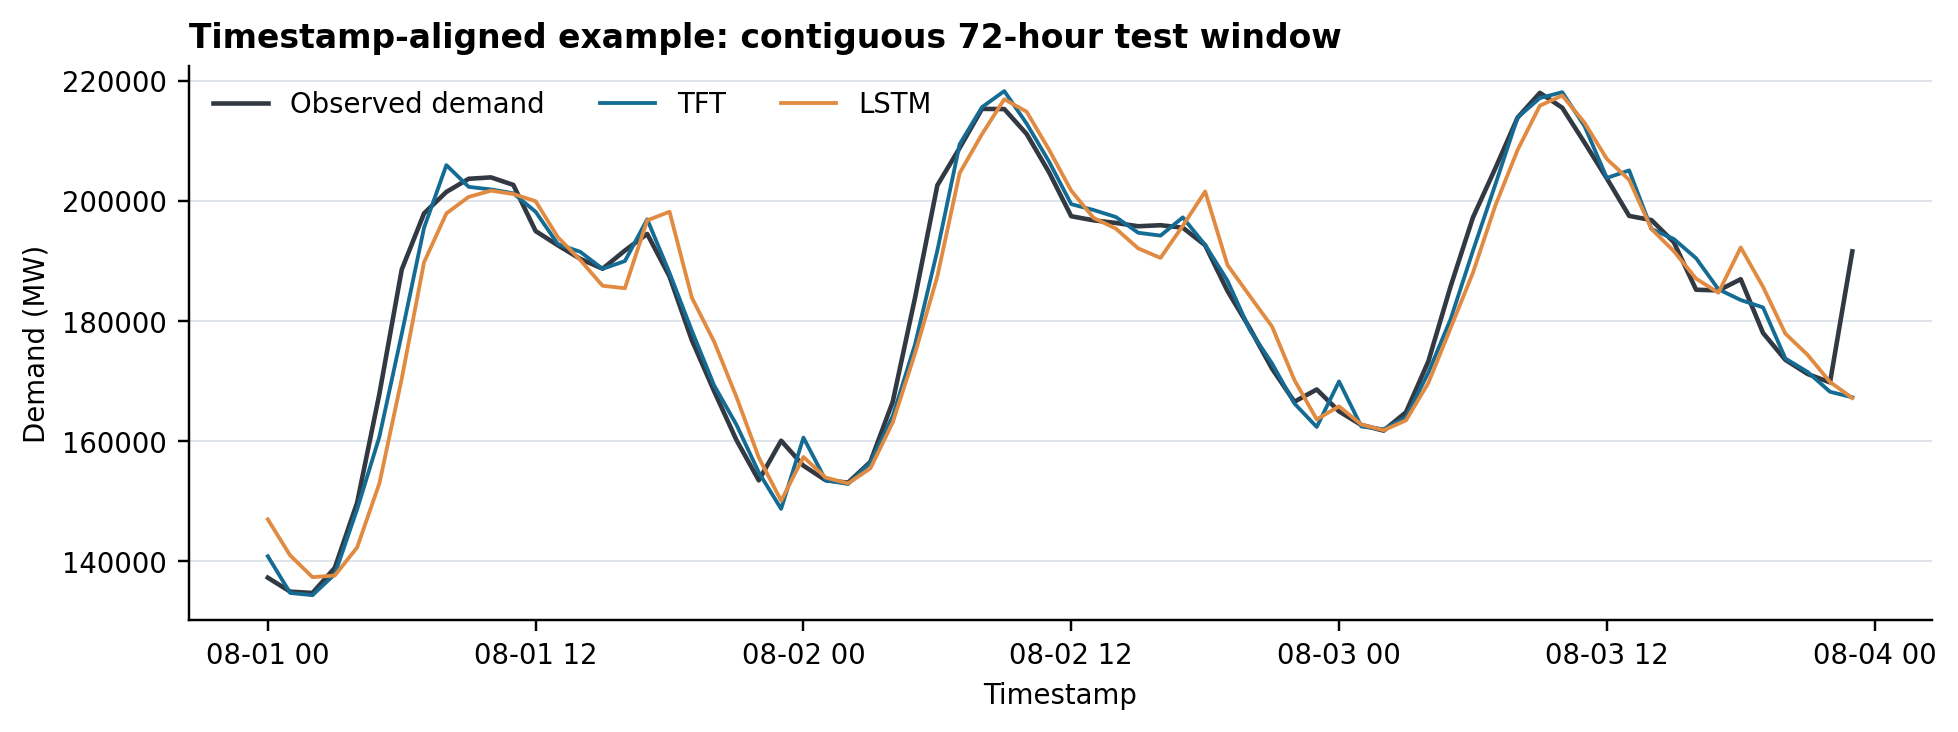 Timestamp-aligned example: contiguous 72-hour test window
Observed demand TFT LSTM
220000
200000
180000
160000
140000
Demand (MW)
08-01 00 08-01 12 08-02 00 08-02 12 08-03 00 08-03 12 08-04 00
Timestamp